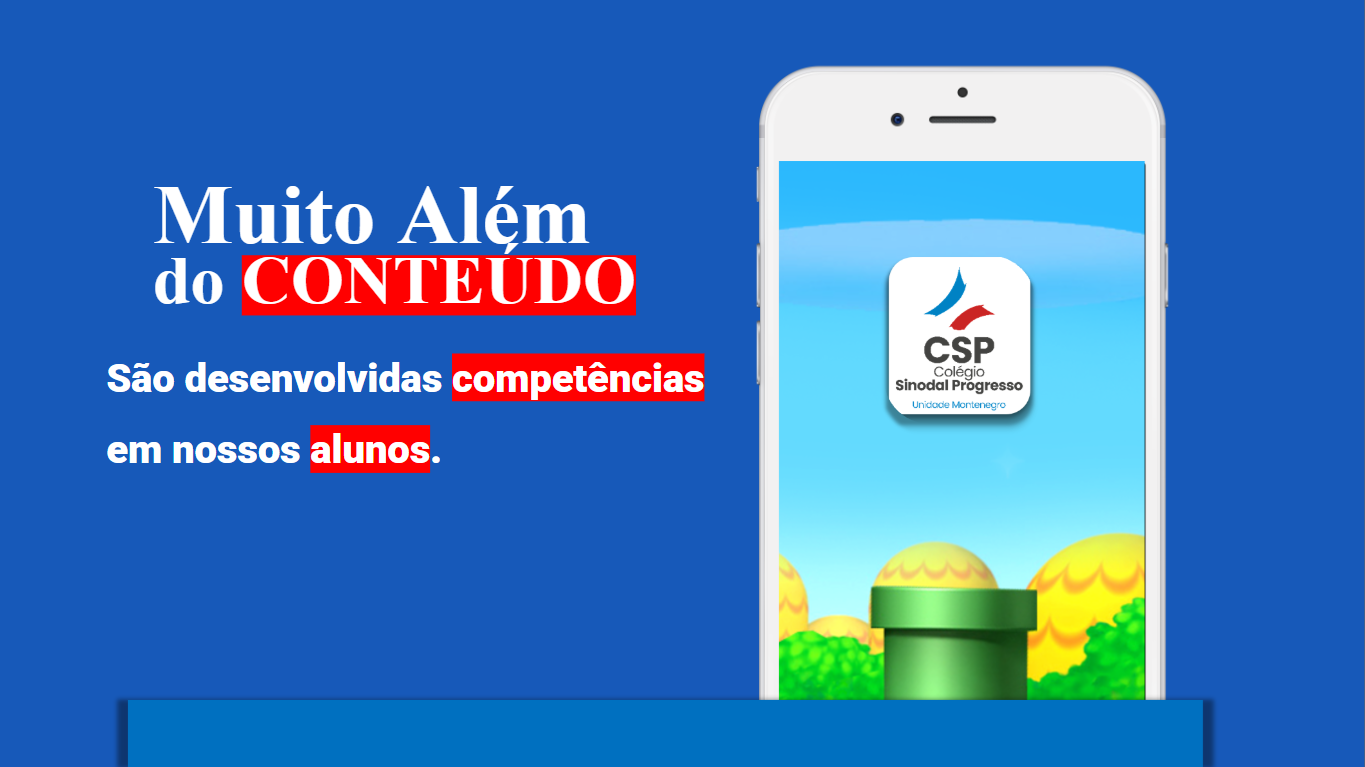 Muito Além
do CONTEÚDO
São desenvolvidas competências
em nossos alunos.
CSP
Colégio
Sinodal Progresso
Unidade Montenegro